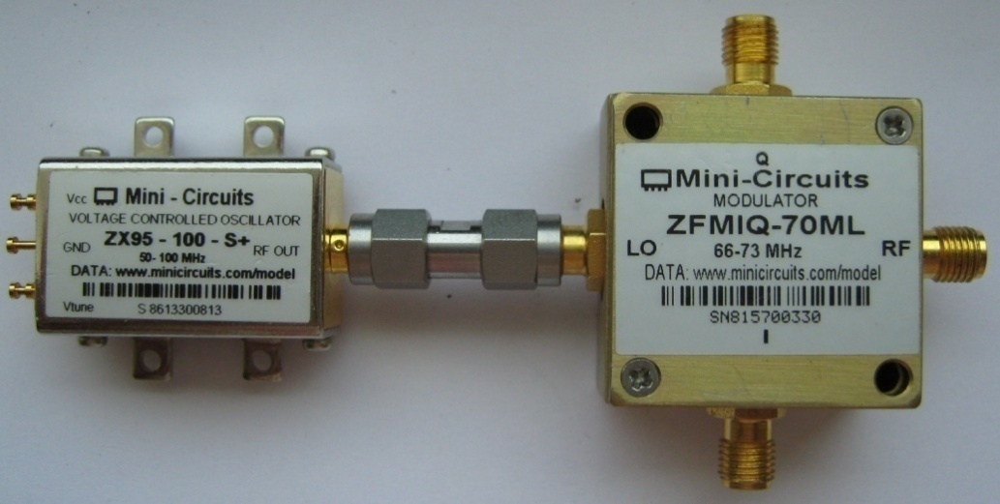 Vcc Mini - Circuits
VOLTAGE CONTROLLED OSCILLATOR
GND ZX95 - 100 - S+ RF OUT
50- 100 MHz
DATA: www.minicircuits.com/model
Vtune S 8613300813
Q
Mini-Circuits
MODULATOR
ZFMIQ-70ML
LO 66-73 MHz RF
DATA: www.minicircuits.com/model
SN815700330
I